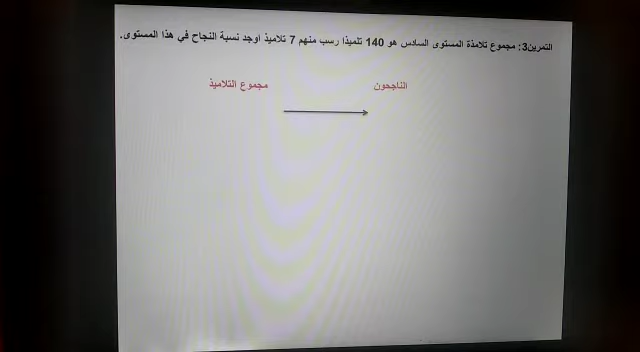 التمرين3: مجموع تلامذة المستوى السادس هو 140 تلميذا رسب منهم 7 تلاميذ اوجد نسبة النجاح في هذا المستوى.
الناجحون
مجموع التلاميذ